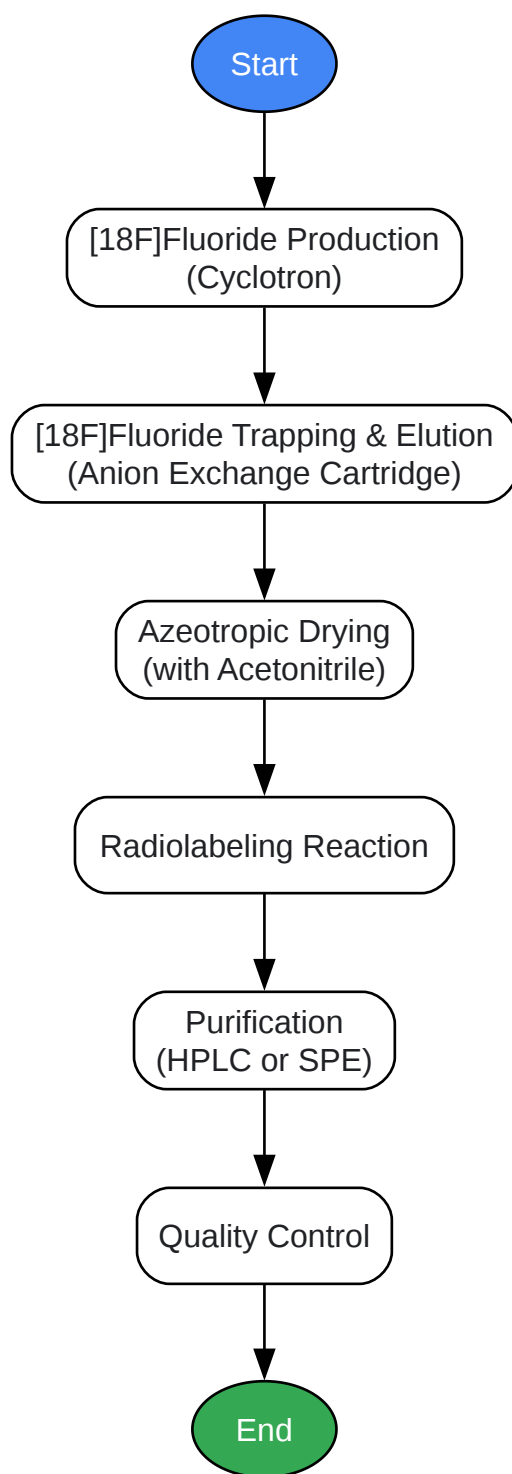 Start
[18F]Fluoride Production
(Cyclotron)
[18F]Fluoride Trapping & Elution
(Anion Exchange Cartridge)
Azeotropic Drying
(with Acetonitrile)
Radiolabeling Reaction
Purification
(HPLC or SPE)
Quality Control
End